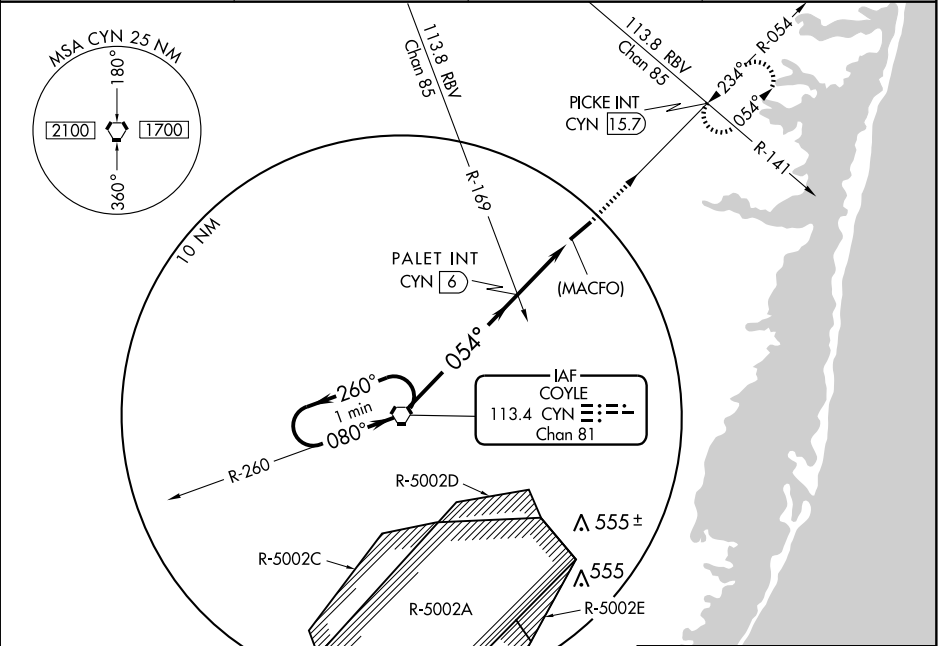 MSA CYN 25 NM
180°
2100
1700
360°
113.8 RBV
Chan 85
R-169
113.8 RBV
Chan 85
R-054
234°
054°
PICKE INT
CYN 15.7
R-141
10 NM
PALET INT
CYN 6
(MACFO)
054°
260°
1 min
080°
R-260
IAF
COYLE
113.4 CYN
Chan 81
R-5002D
555 ±
R-5002C
555
R-5002A
R-5002E